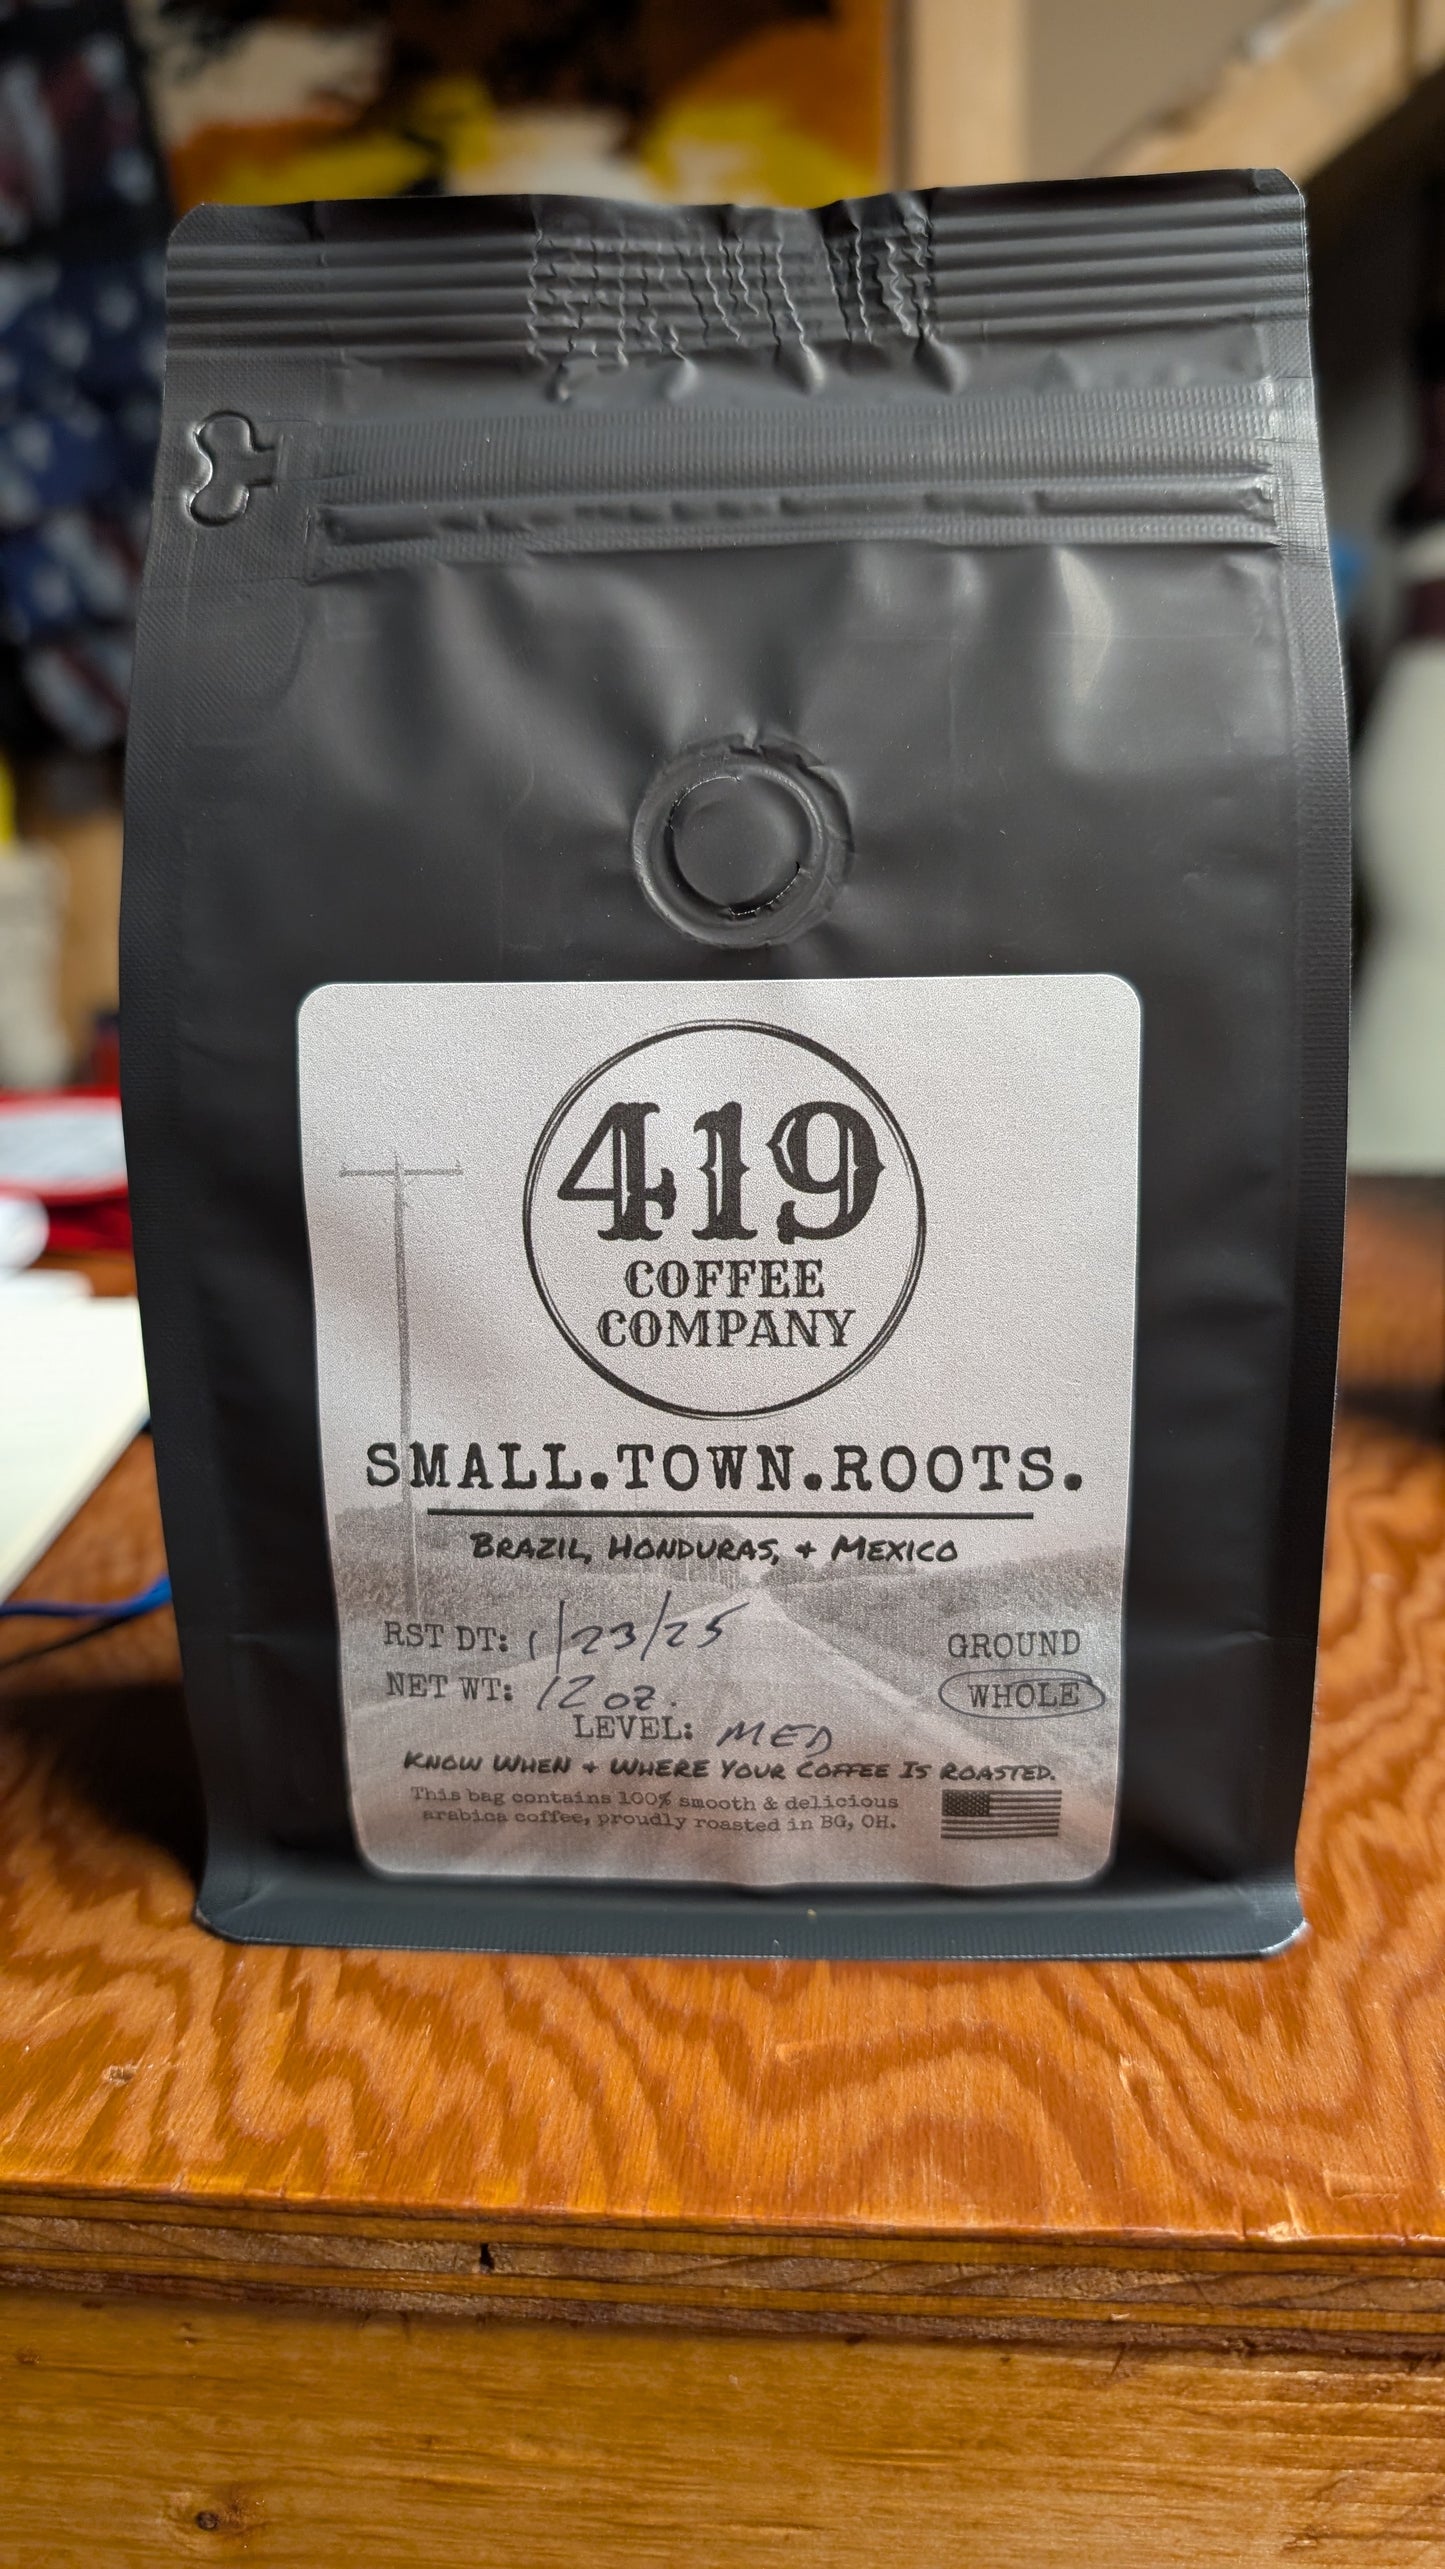 419
COFFEE
COMPANY
SMALL.TOWN.ROOTS.
BRAZIL, HONDURAS, + MEXICO
RST DT: 1/23/25
GROUND
NET WT: 12 oz.
WHOLE
LEVEL: MED
KNOW WHEN + WHERE YOUR COFFEE IS ROASTED.
This bag contains 100% smooth & delicious
arabica coffee, proudly roasted in BG, OH.